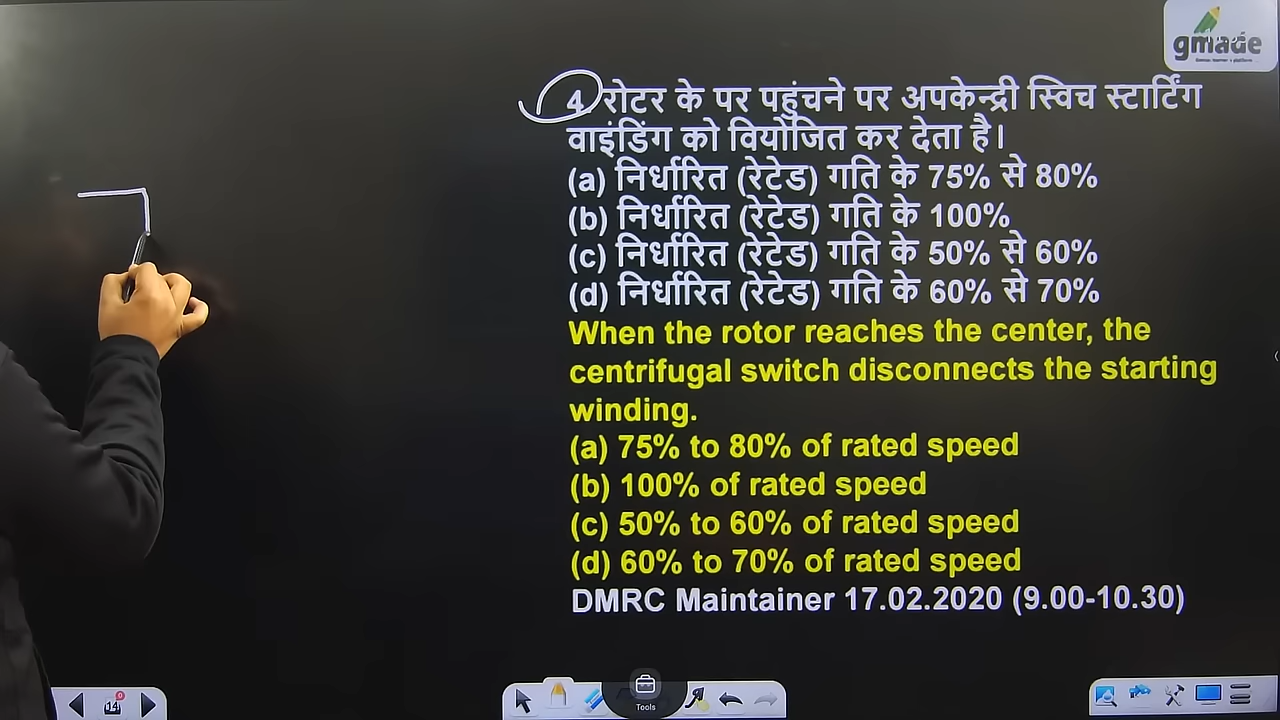 gmade
4. रोटर के पर पहुंचने पर अपकेन्द्री स्विच स्टार्टिंग
वाइंडिंग को वियोजित कर देता है।
(a) निर्धारित (रेटेड) गति के 75% से 80%
(b) निर्धारित (रेटेड) गति के 100%
(c) निर्धारित (रेटेड) गति के 50% से 60%
(d) निर्धारित (रेटेड) गति के 60% से 70%
When the rotor reaches the center, the
centrifugal switch disconnects the starting
winding.
(a) 75% to 80% of rated speed
(b) 100% of rated speed
(c) 50% to 60% of rated speed
(d) 60% to 70% of rated speed
DMRC Maintainer 17.02.2020 (9.00-10.30)
14
0
Tools